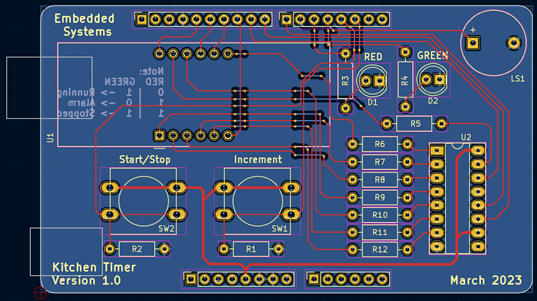 Embedded
Systems
+
RED
GREEN
LS1
Note:
RED GREEN
0 | 1 -> Running
1 | 0 -> Alarm
1 | 1 -> Stopped
R3
R4
D1
D2
U1
R5
U2
Start/Stop
Increment
R6
R7
R8
R9
R10
R11
R12
SW2
SW1
R2
R1
Kitchen Timer
Version 1.0
March 2023